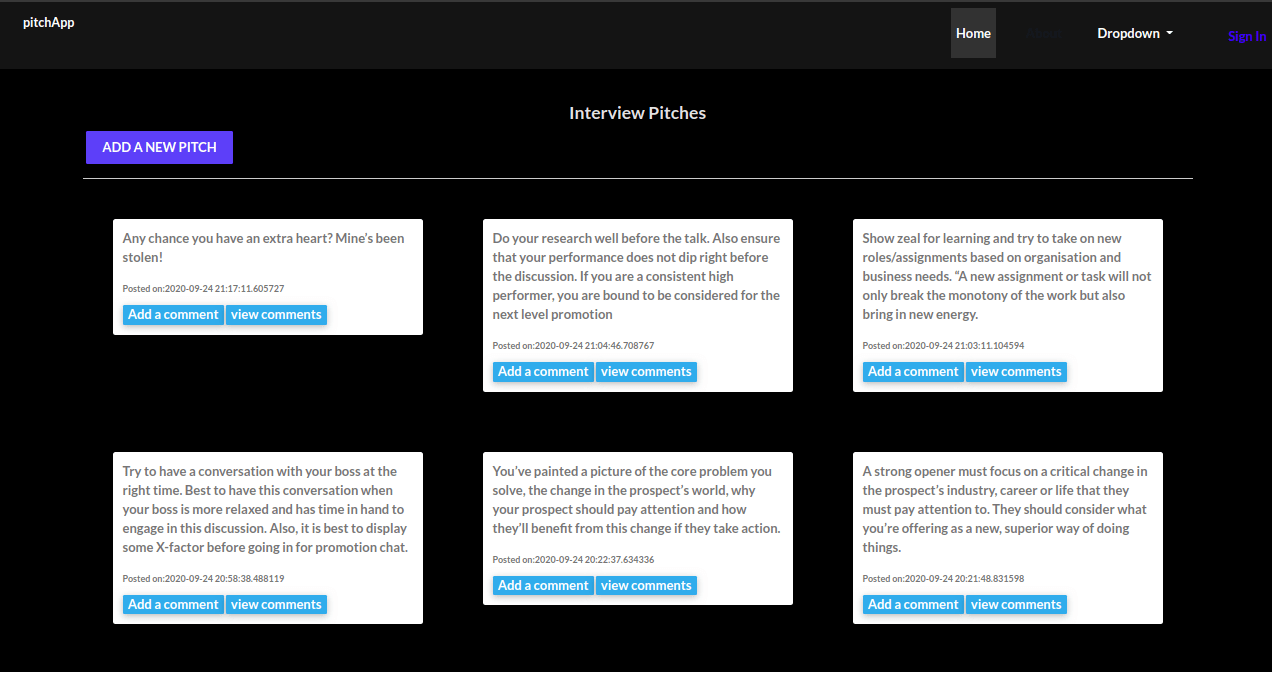 pitchApp
Home
Dropdown
Sign In
Interview Pitches
ADD A NEW PITCH
Any chance you have an extra heart? Mine's been
stolen!
Posted on:2020-09-24 21:17:11.605727
Add a comment view comments
Do your research well before the talk. Also ensure
that your performance does not dip right before
the discussion. If you are a consistent high
performer, you are bound to be considered for the
next level promotion
Posted on:2020-09-24 21:04:46.708767
Add a comment view comments
Show zeal for learning and try to take on new
roles/assignments based on organisation and
business needs. “A new assignment or task will not
only break the monotony of the work but also
bring in new energy.
Posted on:2020-09-24 21:03:11.104594
Add a comment view comments
Try to have a conversation with your boss at the
right time. Best to have this conversation when
your boss is more relaxed and has time in hand to
engage in this discussion. Also, it is best to display
some X-factor before going in for promotion chat.
Posted on:2020-09-24 20:58:38.488119
Add a comment view comments
You’ve painted a picture of the core problem you
solve, the change in the prospect’s world, why
your prospect should pay attention and how
they’ll benefit from this change if they take action.
Posted on:2020-09-24 20:22:37.634336
Add a comment view comments
A strong opener must focus on a critical change in
the prospect’s industry, career or life that they
must pay attention to. They should consider what
you’re offering as a new, superior way of doing
things.
Posted on:2020-09-24 20:21:48.831598
Add a comment view comments